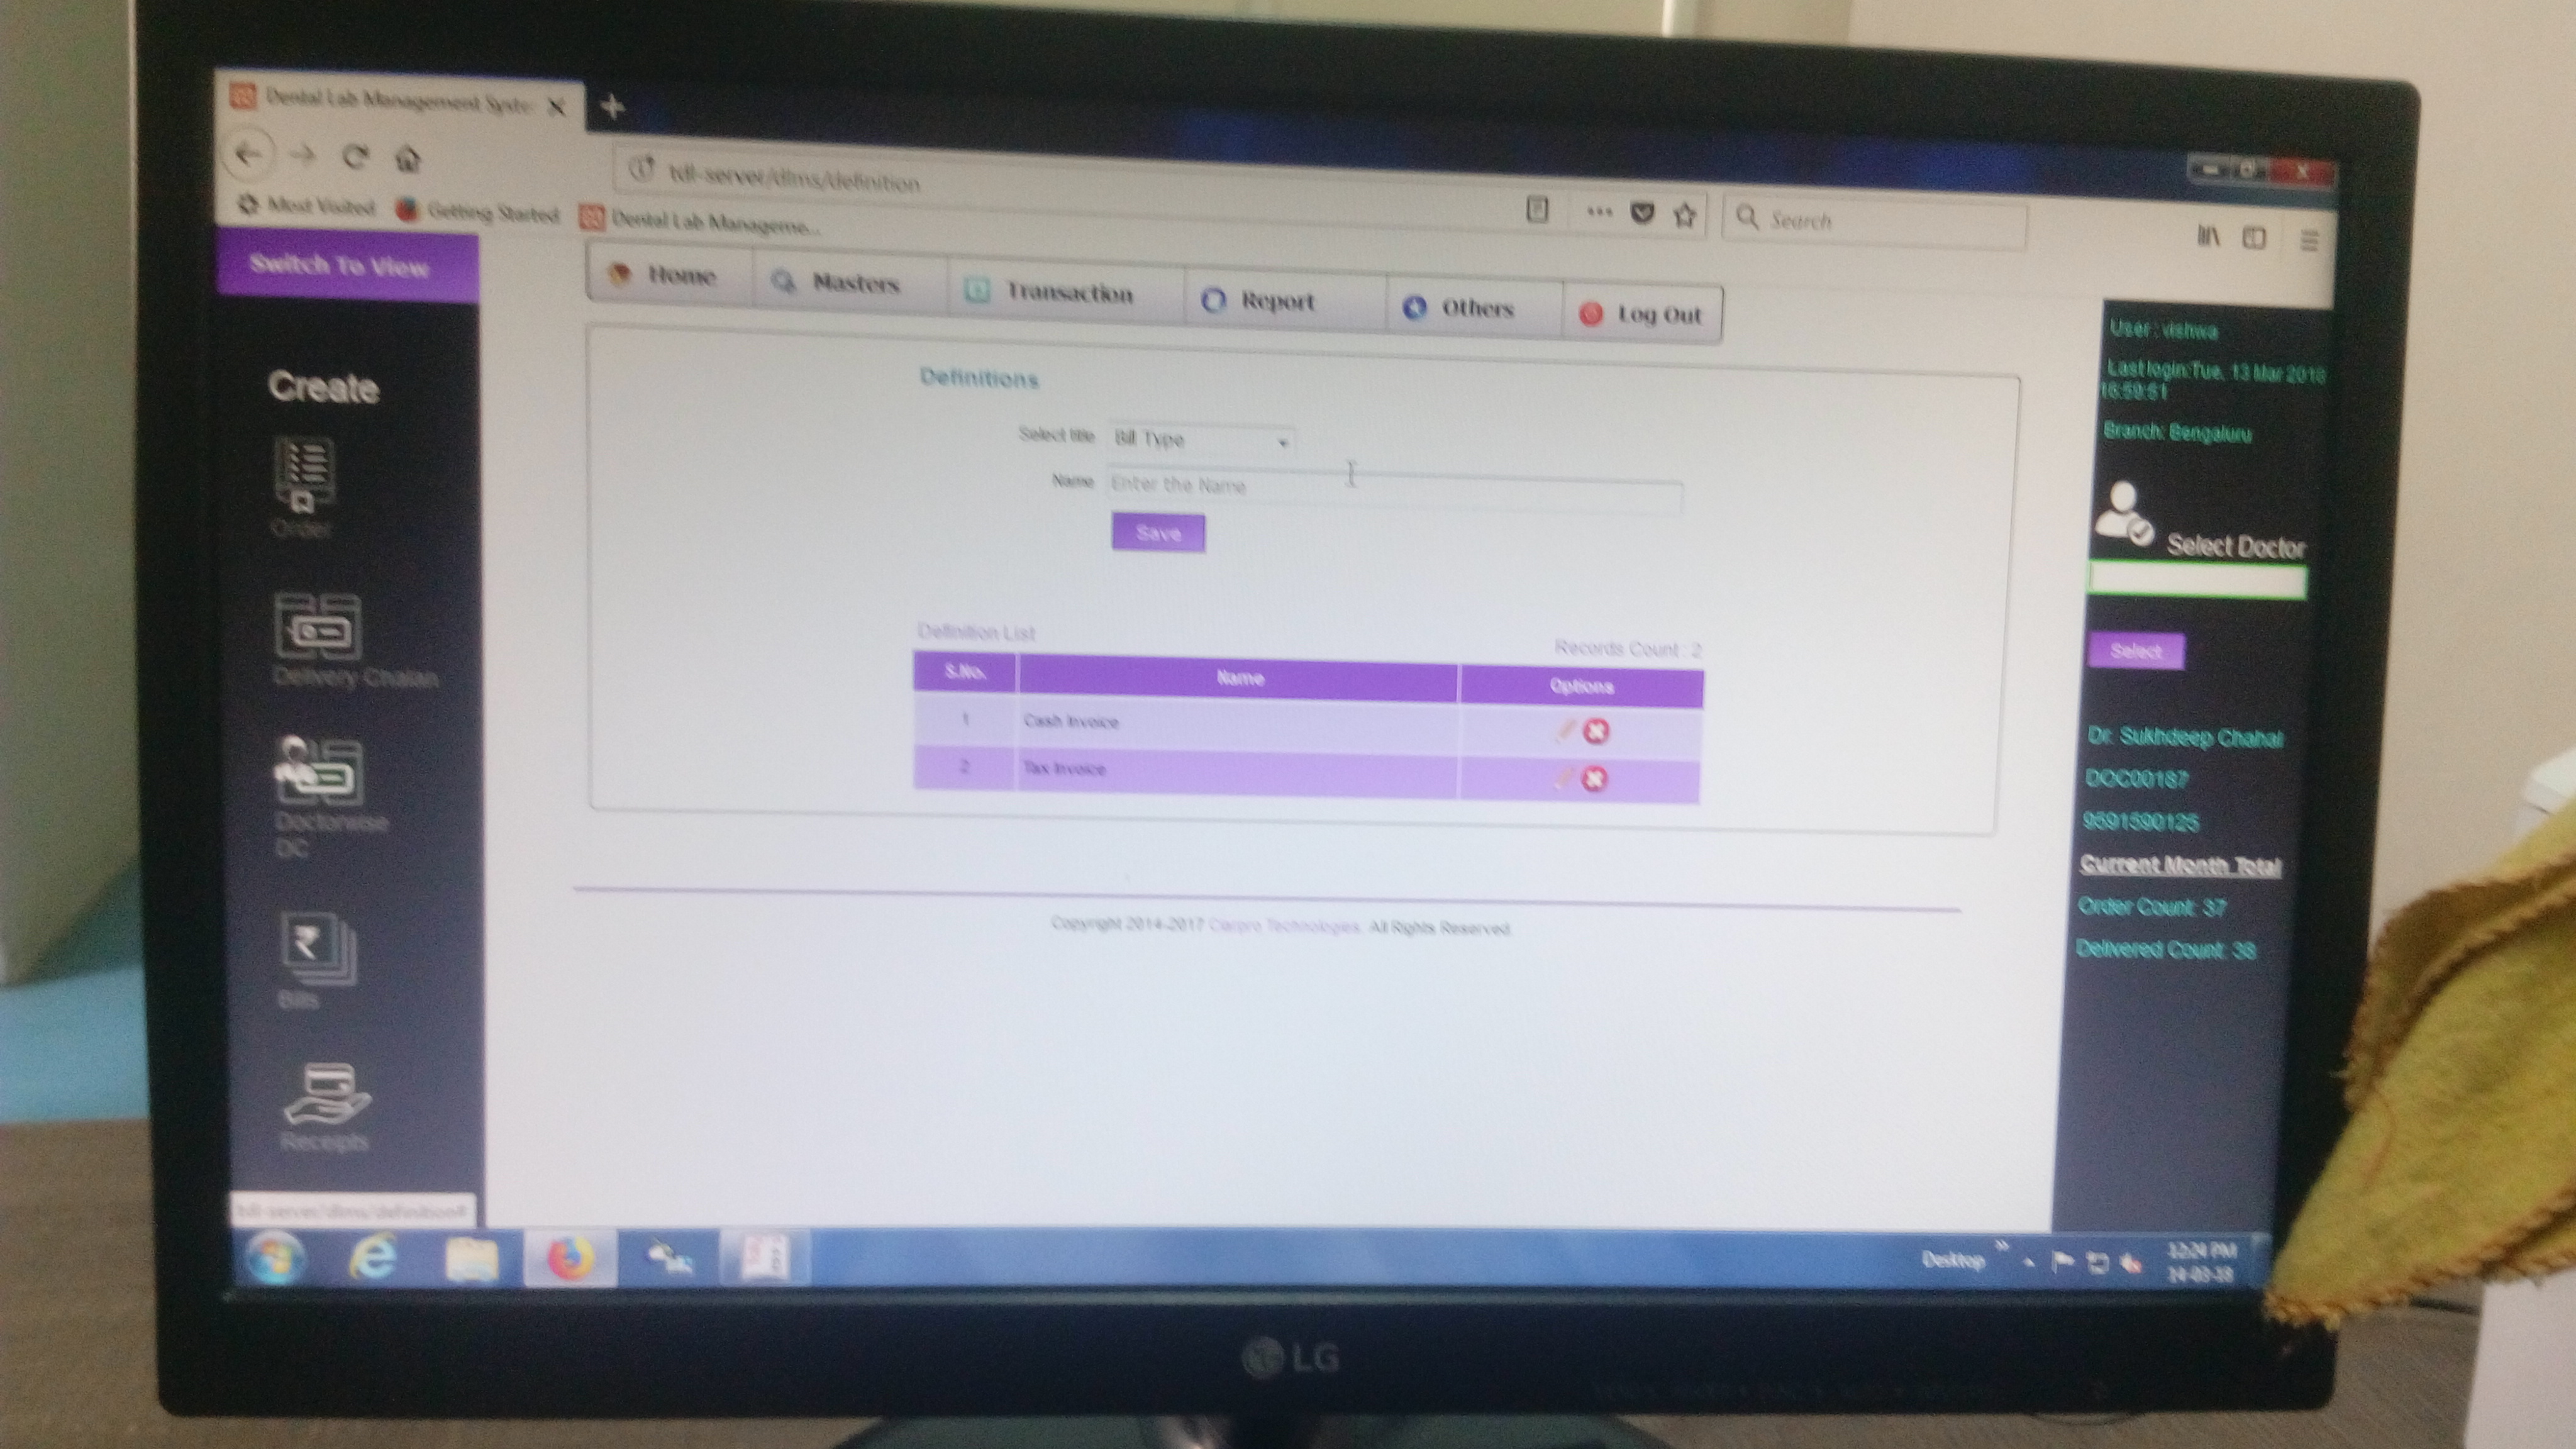 Dental Lab Management Syste
tdl-server/dlms/definition
Most Visited
Getting Started
Dental Lab Manageme...
Search
Switch To View
Home
Masters
Transaction
Report
Others
Log Out
Create
Order
Delivery Chalan
Doctorwise
DC
Bills
Receipts
Definitions
Select title
Bill Type
Name
Enter the Name
Save
Definition List
Records Count : 2
S.No.
Name
Options
1
Cash Invoice
2
Tax Invoice
Copyright 2014-2017 Ciarpro Technologies. All Rights Reserved.
User : vishwa
Last login:Tue, 13 Mar 2018
16:59:51
Branch: Bengaluru
Select Doctor
Select
Dr. Sukhdeep Chahal
DOC00187
9591590125
Current Month Total
Order Count: 37
Delivered Count: 38
tdl-server/dlms/definition#
Desktop
12:24 PM
14-03-18
LG